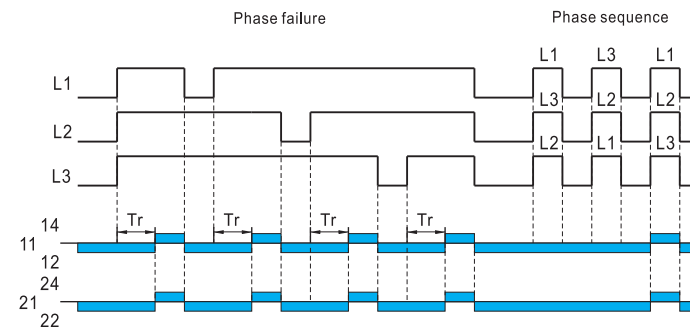 Phase failure
Phase sequence
L1 L3 L1
L1
L3 L2 L2
L2
L2 L1 L3
L3
Tr Tr Tr Tr
14
11
12
24
21
22